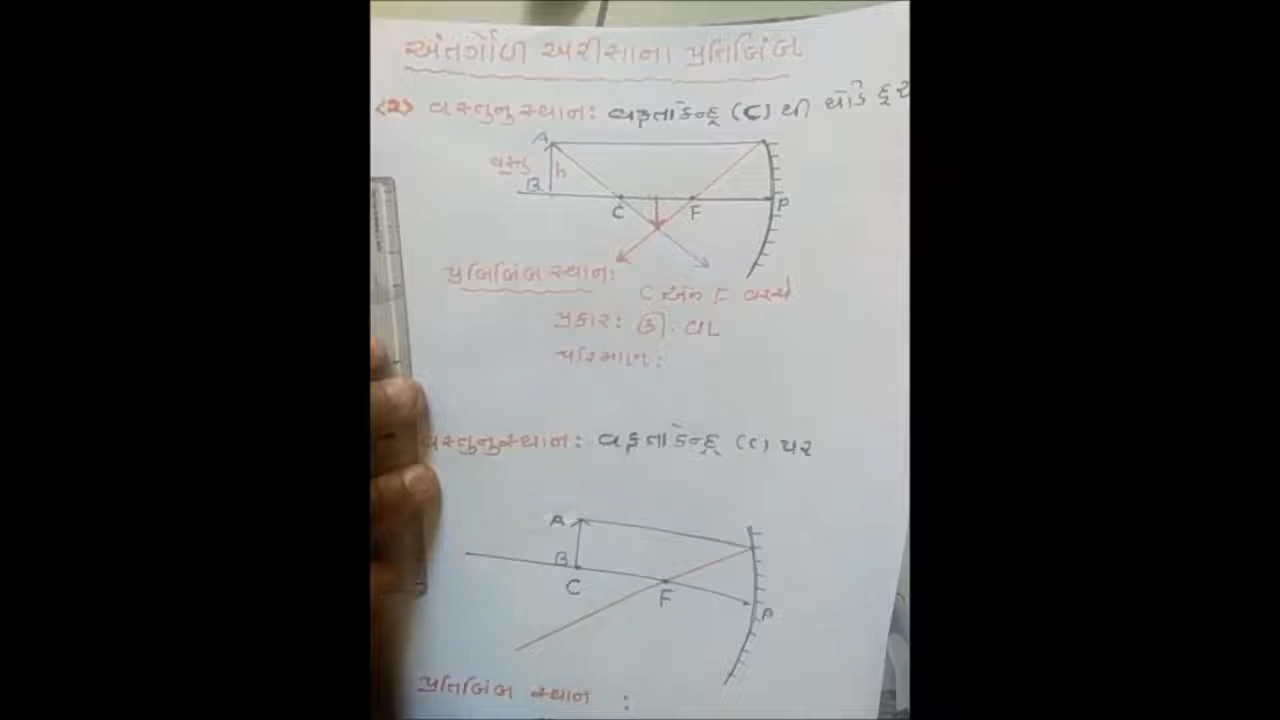 અંતર્ગોળ અરીસાના પ્રતિબિંબ
(૨) વસ્તુનુ સ્થાન: વક્રતાકેન્દ્ર (C) થી થોડે દૂર
A
વસ્તુ h
B
C F P
પ્રતિબિંબ સ્થાન:
C અને F વચ્ચે
પ્રકાર:
પરિમાણ:
વસ્તુનુ સ્થાન: વક્રતાકેન્દ્ર (C) પર
A
B
C F P
પ્રતિબિંબ સ્થાન :